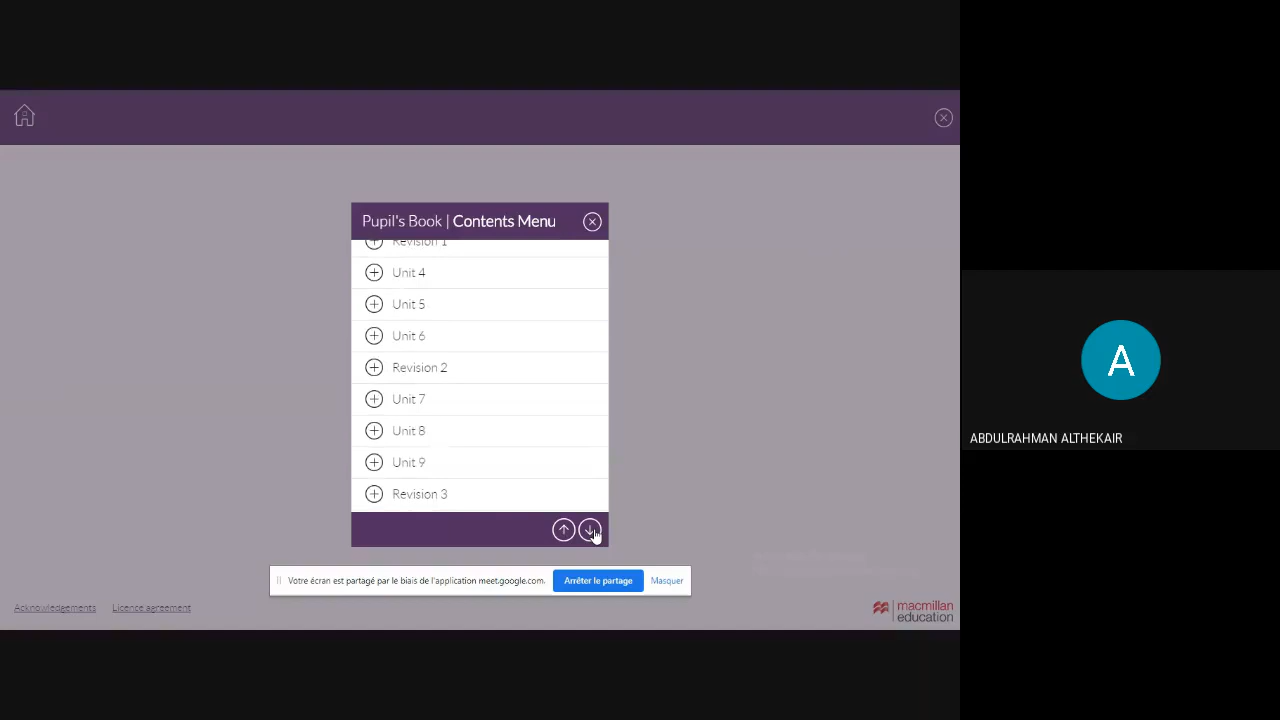 Pupil's Book | Contents Menu
Revision 1
Unit 4
Unit 5
Unit 6
Revision 2
Unit 7
Unit 8
Unit 9
Revision 3
Votre écran est partagé par le biais de l'application meet.google.com.
Arrêter le partage
Masquer
Acknowledgements
Licence agreement
macmillan
education
A
ABDULRAHMAN ALTHEKAIR